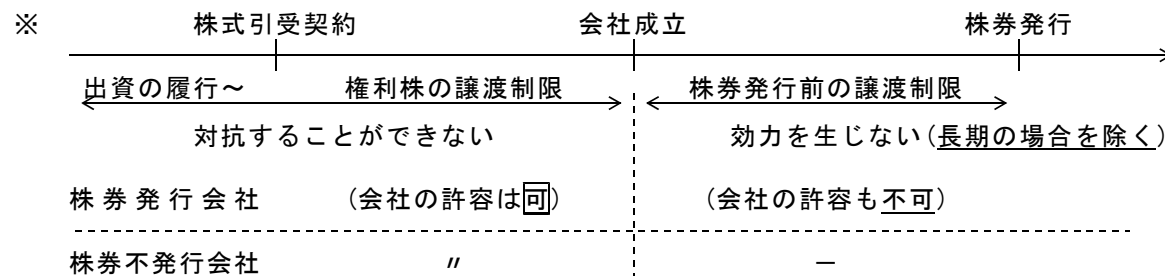 ※ 株式引受契約 会社成立 株券発行
出資の履行～ 権利株の譲渡制限 株券発行前の譲渡制限
対抗することができない 効力を生じない(長期の場合を除く)
株券発行会社 (会社の許容は可) (会社の許容も不可)
株券不発行会社 〃 －